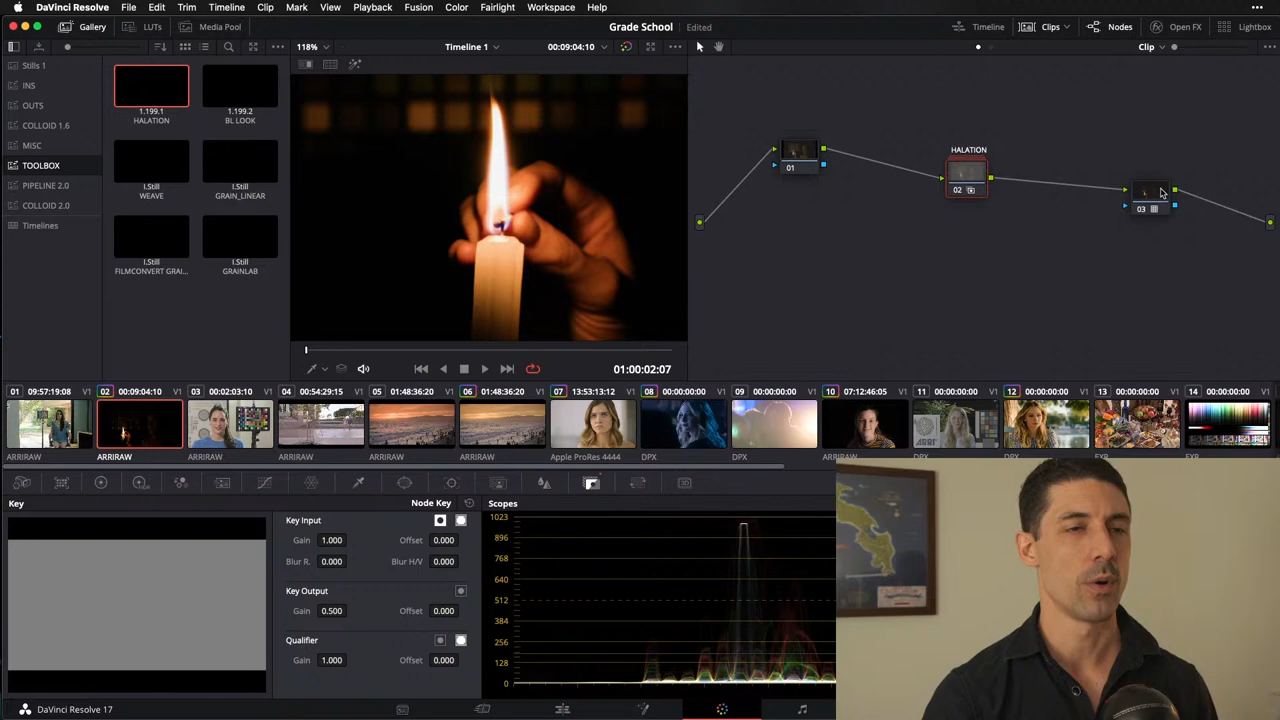 DaVinci Resolve File Edit Trim Timeline Clip Mark View Playback Fusion Color Fairlight Workspace Help
Gallery LUTs Media Pool Grade School Edited Timeline Clips Nodes Open FX Lightbox
118% Timeline 1 00:09:04:10 Clip
Stills 1
INS
OUTS
COLLOID 1.6
MISC
TOOLBOX
PIPELINE 2.0
COLLOID 2.0
Timelines
1.199.1 1.199.2
HALATION BL LOOK
I.Still I.Still
WEAVE GRAIN_LINEAR
I.Still I.Still
FILMCONVERT GRAI... GRAINLAB
HALATION
01
02
03
01:00:02:07
01 09:57:19:08 V1 02 00:09:04:10 V1 03 00:02:03:10 V1 04 00:54:29:15 V1 05 01:48:36:20 V1 06 01:48:36:20 V1 07 13:53:13:12 V1 08 00:00:00:00 V1 09 00:00:00:00 V1 10 07:12:46:05 V1 11 00:00:00:00 V1 12 00:00:00:00 V1 13 00:00:00:00 V1 14 00:00:00:00 V1
ARRIRAW ARRIRAW ARRIRAW ARRIRAW ARRIRAW ARRIRAW Apple ProRes 4444 DPX DPX ARRIRAW DPX DPX EXR EXR
Key Node Key Scopes
Key Input
Gain 1.000 Offset 0.000
Blur R. 0.000 Blur H/V 0.000
Key Output
Gain 0.500 Offset 0.000
Qualifier
Gain 1.000 Offset 0.000
1023
896
768
640
512
384
256
128
0
DaVinci Resolve 17